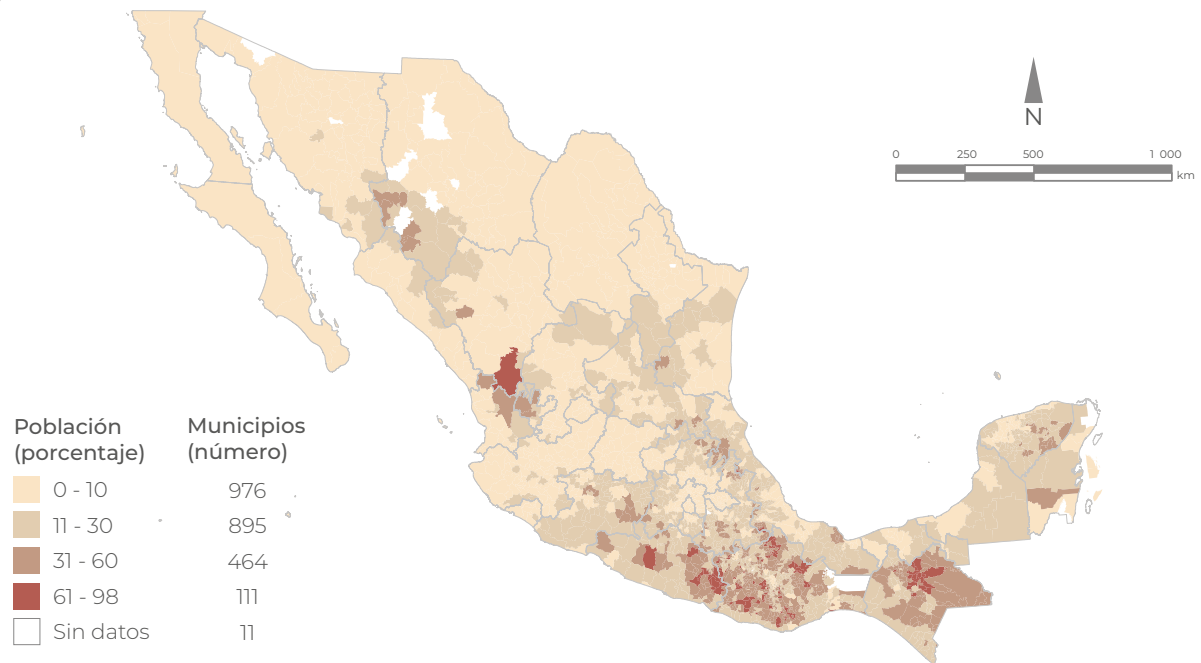 N
0 250 500 1 000
km
Población
(porcentaje)
Municipios
(número)
0 - 10 976
11 - 30 895
31 - 60 464
61 - 98 111
Sin datos 11